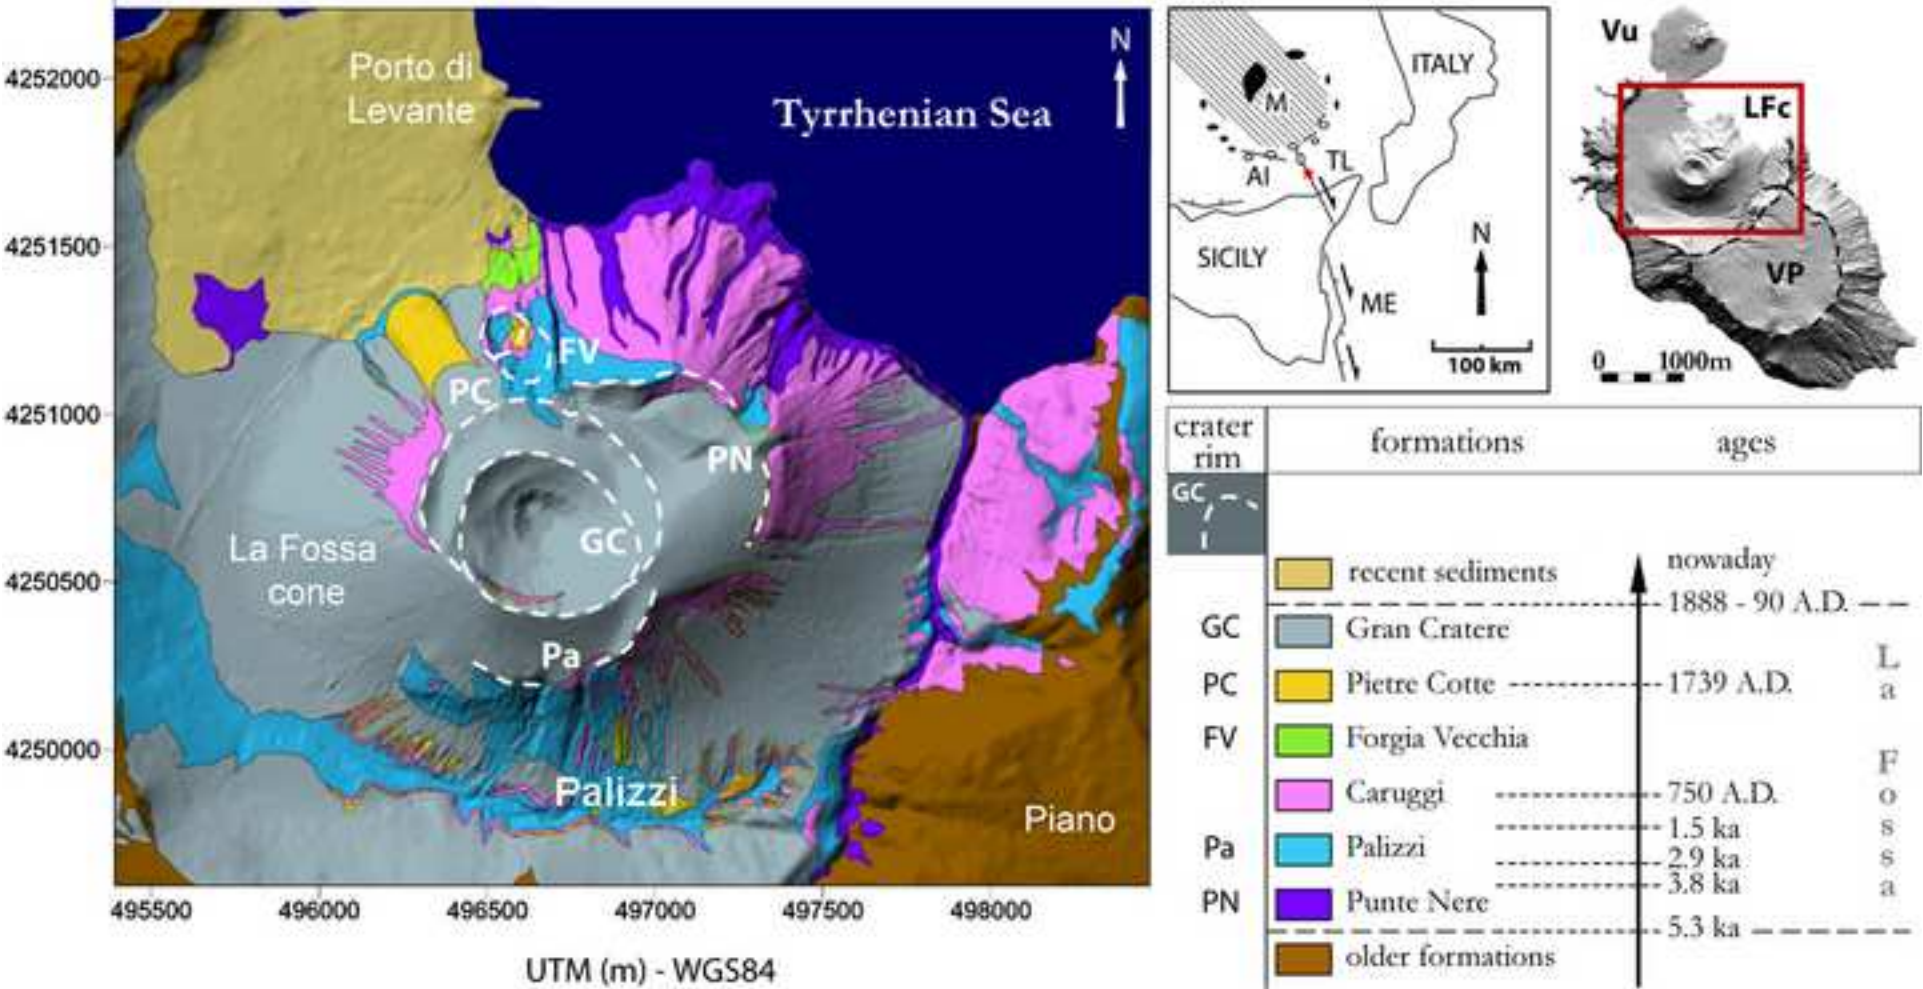 4252000
4251500
4251000
4250500
4250000
Porto di
Levante
Tyrrhenian Sea
N
FV
PC
PN
GC
La Fossa
cone
Pa
Palizzi
Piano
495500 496000 496500 497000 497500 498000
UTM (m) - WGS84
ITALY
M
TL
AI
SICILY
N
ME
100 km
Vu
LFc
VP
0 1000m
crater
rim
formations
ages
GC
recent sediments
nowaday
1888 - 90 A.D.
GC Gran Cratere
PC Pietre Cotte 1739 A.D.
FV Forgia Vecchia
Caruggi 750 A.D.
1.5 ka
Pa Palizzi
2.9 ka
3.8 ka
PN Punte Nere
5.3 ka
older formations
La Fossa